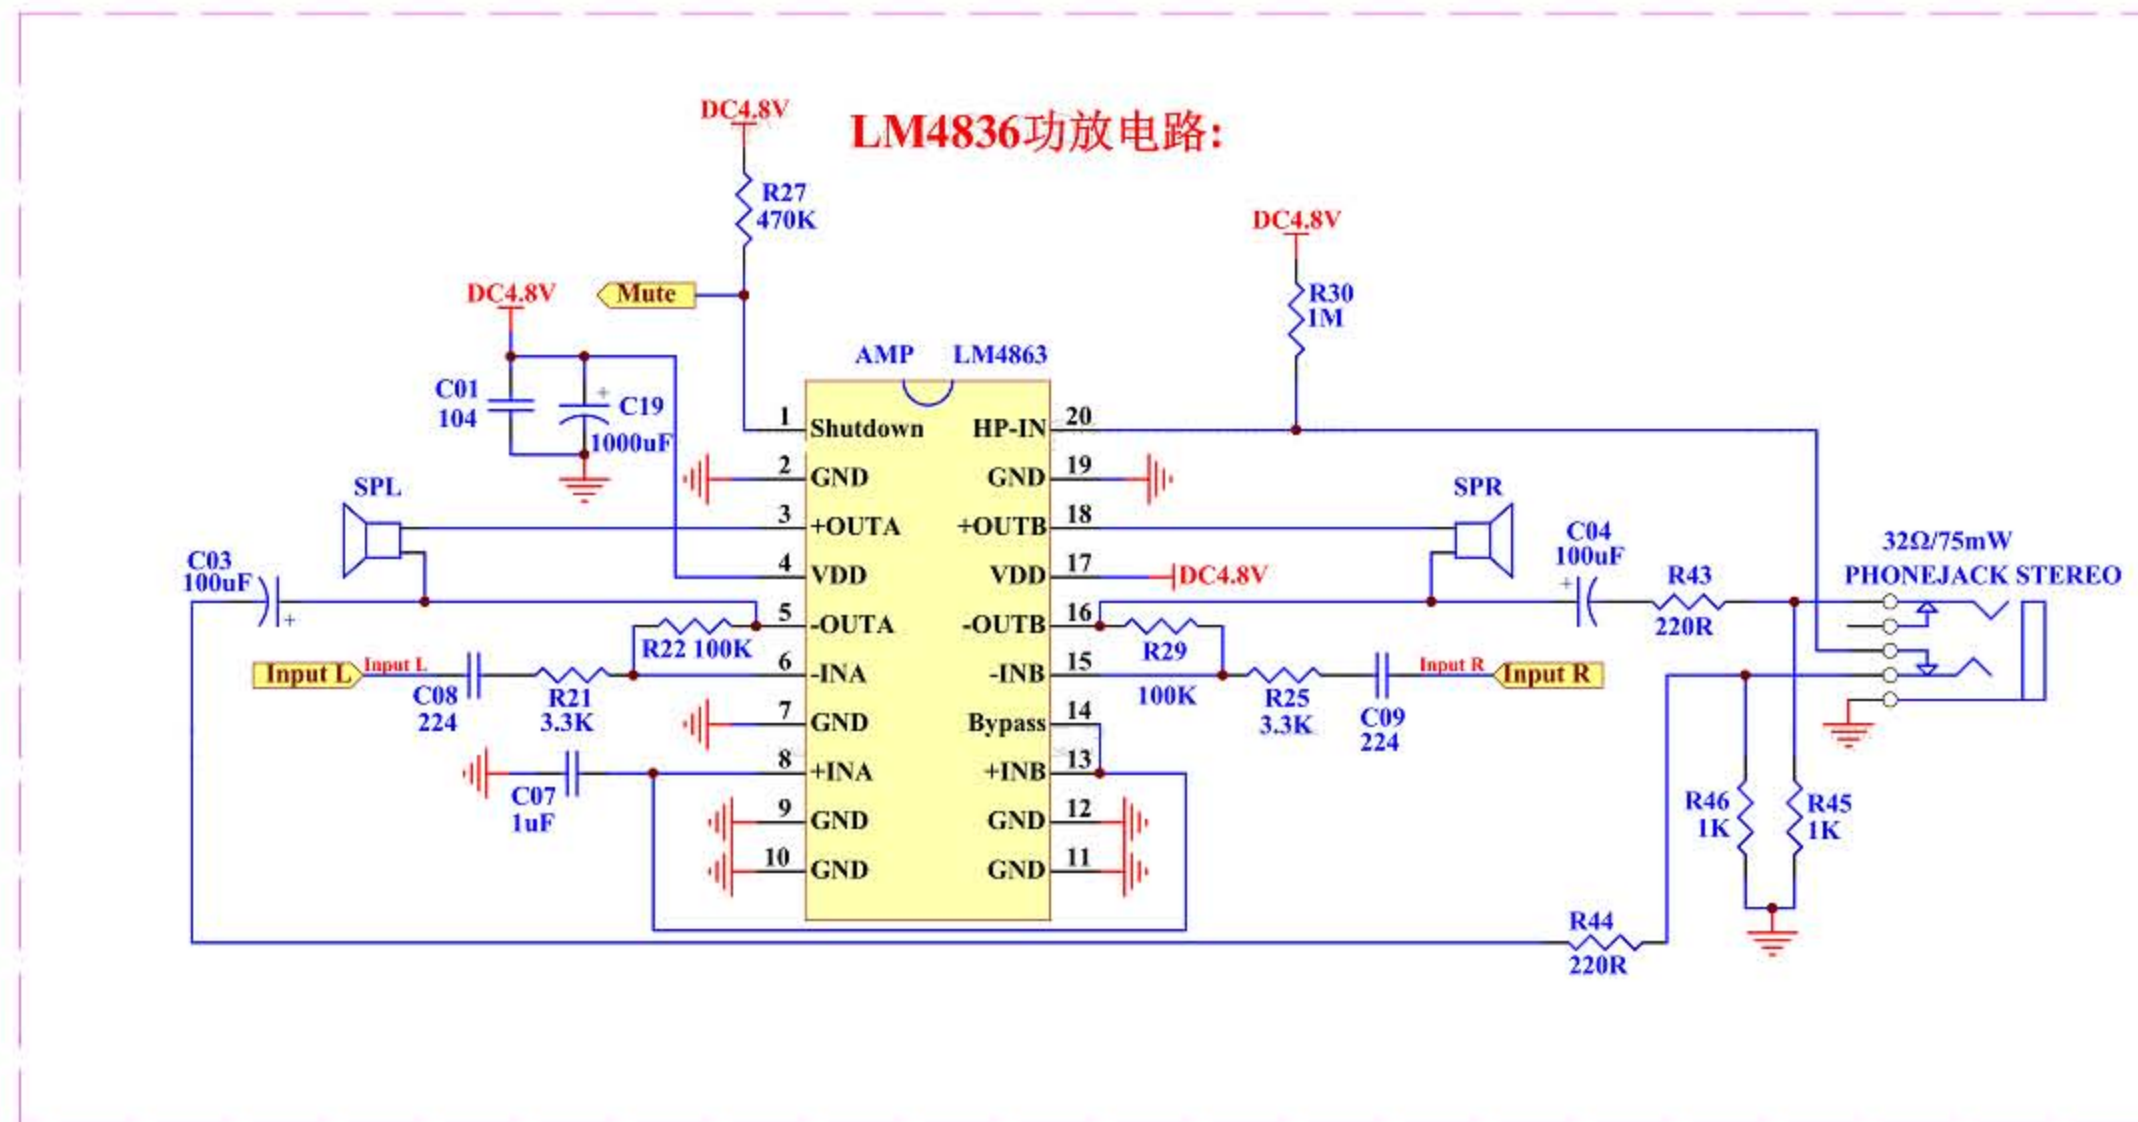 DC4.8V
LM4836功放电路:
R27
470K
DC4.8V
Mute
DC4.8V
R30
1M
AMP LM4863
C01
104
+
C19
1000uF
1 Shutdown HP-IN 20
2 GND GND 19
SPL
SPR
3 +OUTA +OUTB 18
C03
100uF
+
C04
100uF
+
32Ω/75mW
PHONEJACK STEREO
4 VDD VDD 17
DC4.8V
R43
220R
5 -OUTA -OUTB 16
R22 100K
R29
100K
Input L
Input L
6 -INA -INB 15
Input R
Input R
C08
224
R21
3.3K
R25
3.3K
C09
224
7 GND Bypass 14
8 +INA +INB 13
C07
1uF
R46
1K
R45
1K
9 GND GND 12
10 GND GND 11
R44
220R